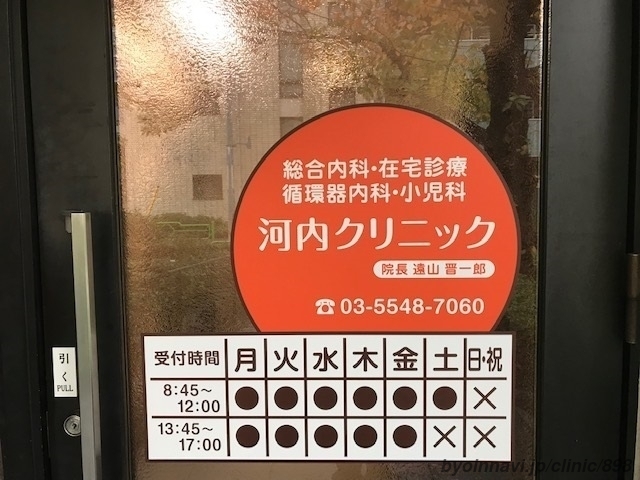 総合内科・在宅診療
循環器内科・小児科
河内クリニック
院長 遠山 晋一郎
☎03-5548-7060
引く
PULL
受付時間 月 火 水 木 金 土 日・祝
8:45～12:00 ● ● ● ● ● ● ×
13:45～17:00 ● ● ● ● ● × ×
byoinnavi.jp/clinic/898